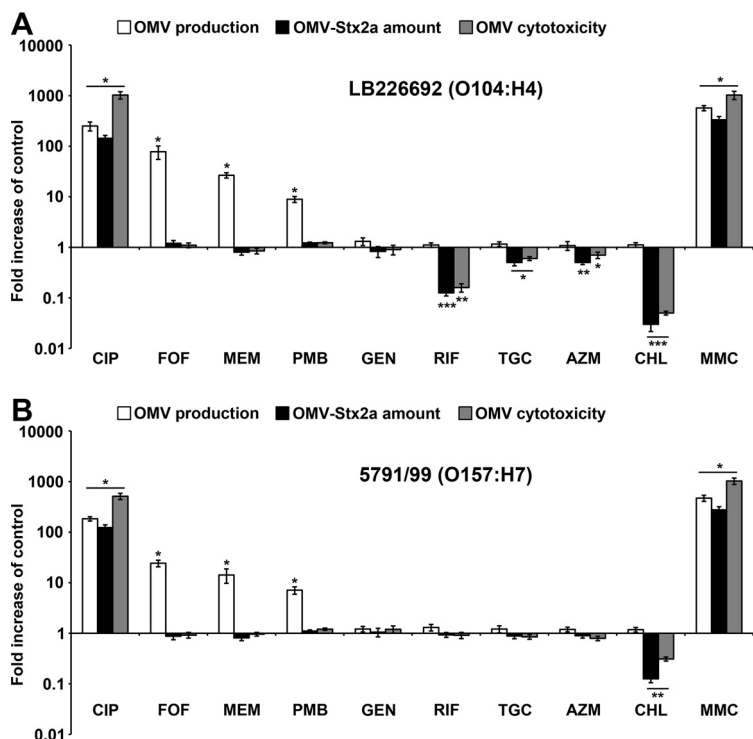 A
OMV production OMV-Stx2a amount OMV cytotoxicity
LB226692 (O104:H4)
Fold increase of control
10000
1000
100
10
1
0.1
0.01
*
*
*
*
*** **
*
** *
***
*
CIP FOF MEM PMB GEN RIF TGC AZM CHL MMC
B
OMV production OMV-Stx2a amount OMV cytotoxicity
5791/99 (O157:H7)
Fold increase of control
10000
1000
100
10
1
0.1
0.01
*
*
*
*
**
*
CIP FOF MEM PMB GEN RIF TGC AZM CHL MMC